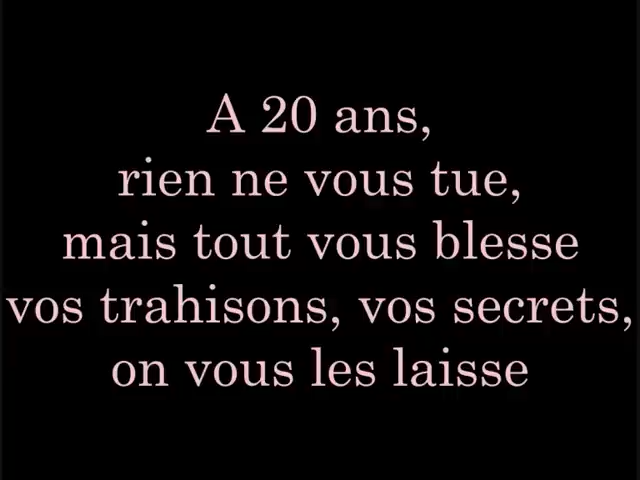 A 20 ans,
rien ne vous tue,
mais tout vous blesse
vos trahisons, vos secrets,
on vous les laisse